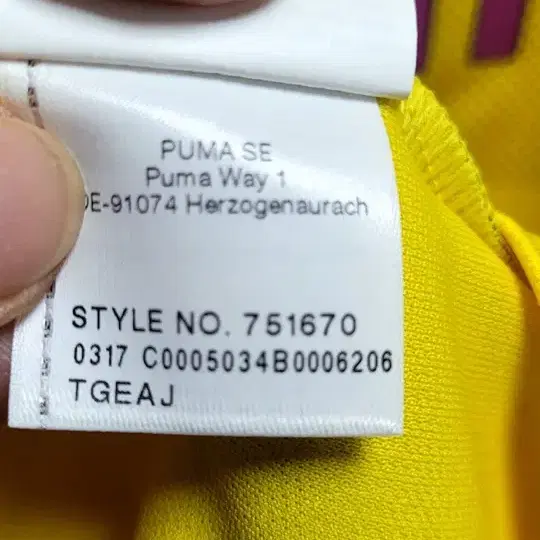 PUMA SE
Puma Way 1
DE-91074 Herzogenaurach
STYLE NO. 751670
0317 C0005034B0006206
TGEAJ